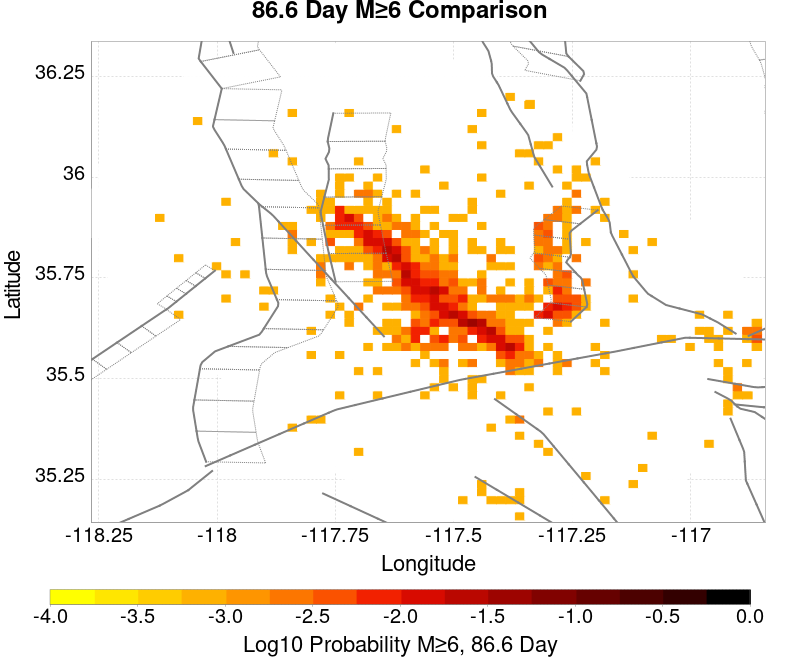 86.6 Day M≥6 Comparison
36.25
36
35.75
35.5
35.25
Latitude
-118.25 -118 -117.75 -117.5 -117.25 -117
Longitude
-4.0 -3.5 -3.0 -2.5 -2.0 -1.5 -1.0 -0.5 0.0
Log10 Probability M≥6, 86.6 Day